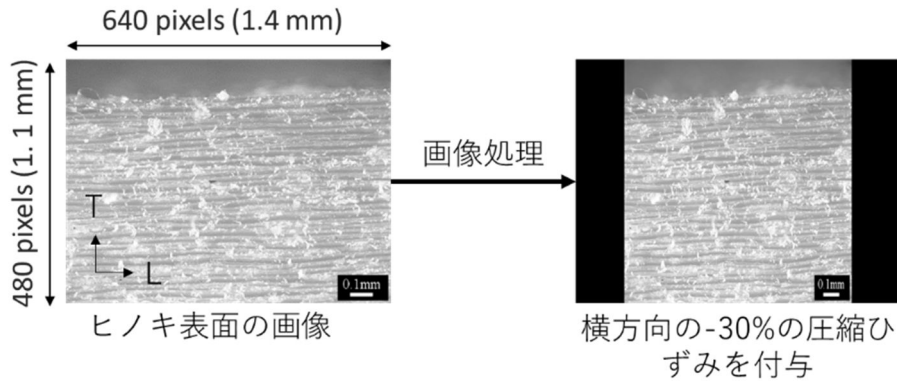 640 pixels (1.4 mm)
480 pixels (1. 1 mm)
画像処理
T
L
0.1mm
0.1mm
ヒノキ表面の画像
横方向の-30%の圧縮ひ
ずみを付与